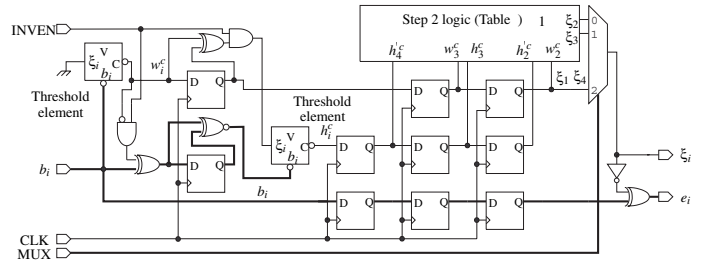 Step 2 logic (Table ) 1
ξ₂ 0
ξ₃ 1
INVEN
h₄'ᶜ w₃ᶜ h₃ᶜ h₂'ᶜ w₂ᶜ
V
ξᵢ C
bᵢ
wᵢᶜ
ξ₁ ξ₄
2
D Q
D Q
D Q
Threshold
element
Threshold
element
hᵢᶜ
V
ξᵢ C
bᵢ
D Q
D Q
D Q
ξᵢ
bᵢ
D Q
bᵢ
D Q
D Q
D Q
eᵢ
CLK
MUX